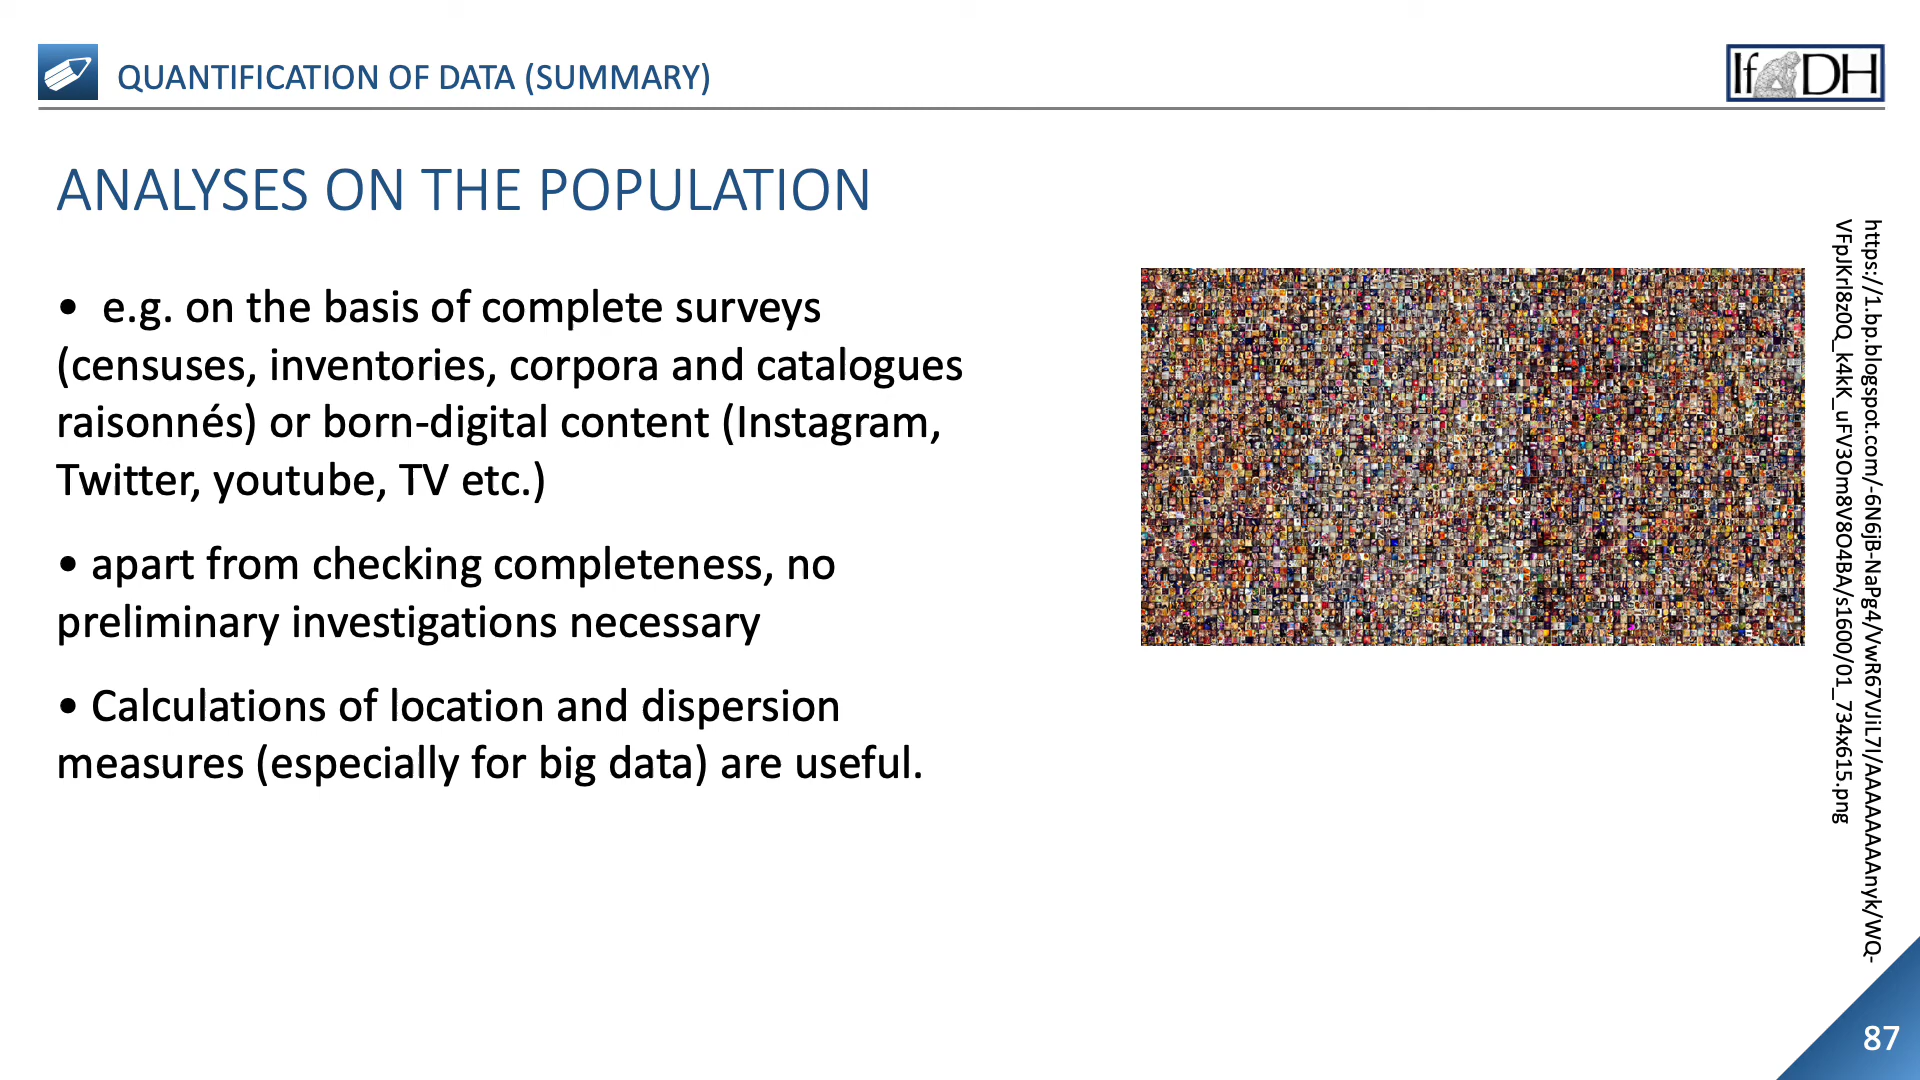 QUANTIFICATION OF DATA (SUMMARY)
IfDH
ANALYSES ON THE POPULATION
• e.g. on the basis of complete surveys
(censuses, inventories, corpora and catalogues
raisonnés) or born-digital content (Instagram,
Twitter, youtube, TV etc.)
• apart from checking completeness, no
preliminary investigations necessary
• Calculations of location and dispersion
measures (especially for big data) are useful.
https://1.bp.blogspot.com/-6N6jB-NaPg4/VwR67VJiL7I/AAAAAAAAnyk/WQ-
VFpJKrl8z0Q_k4kK_uFV3Om8V8O4BA/s1600/01_734x615.png
87